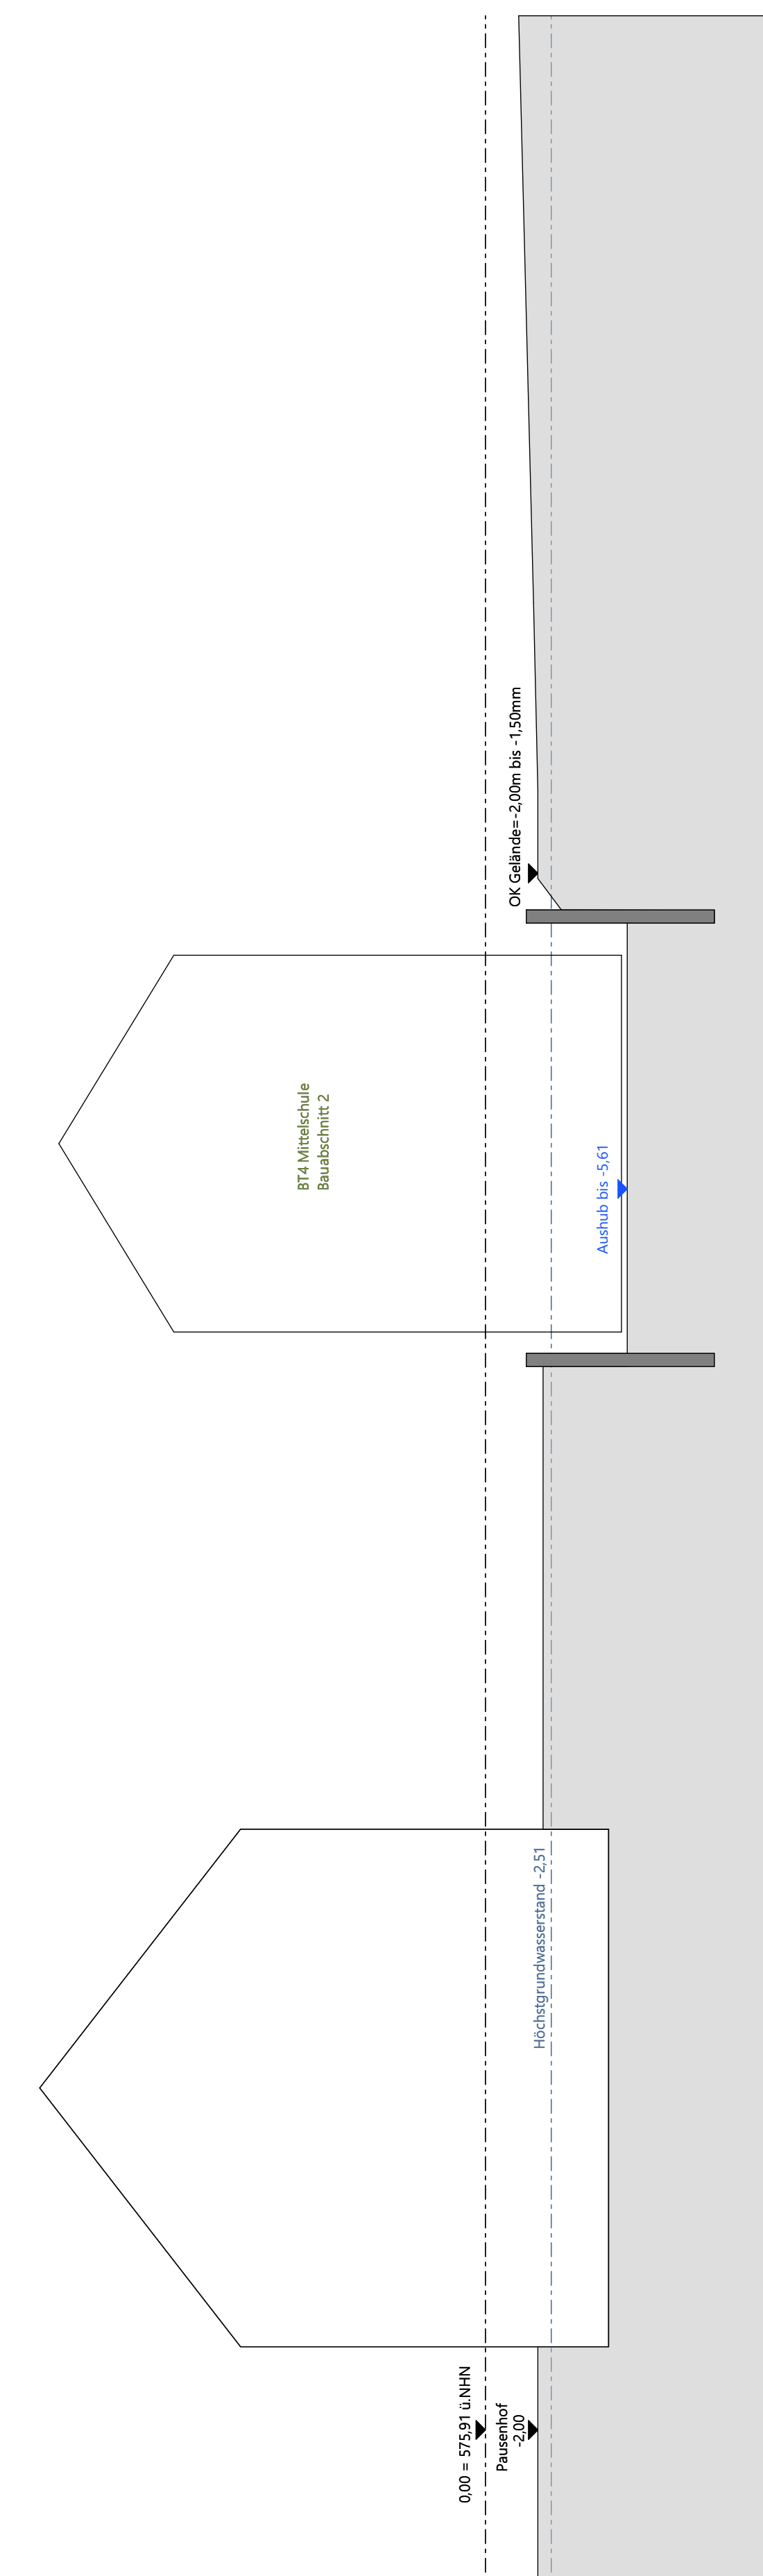 0,00 = 575,91 ü.NHN
Pausenhof
-2,00
Höchstgrundwasserstand -2,51
BT4 Mittelschule
Bauabschnitt 2
Aushub bis -5,61
OK Gelände=-2,00m bis -1,50mm